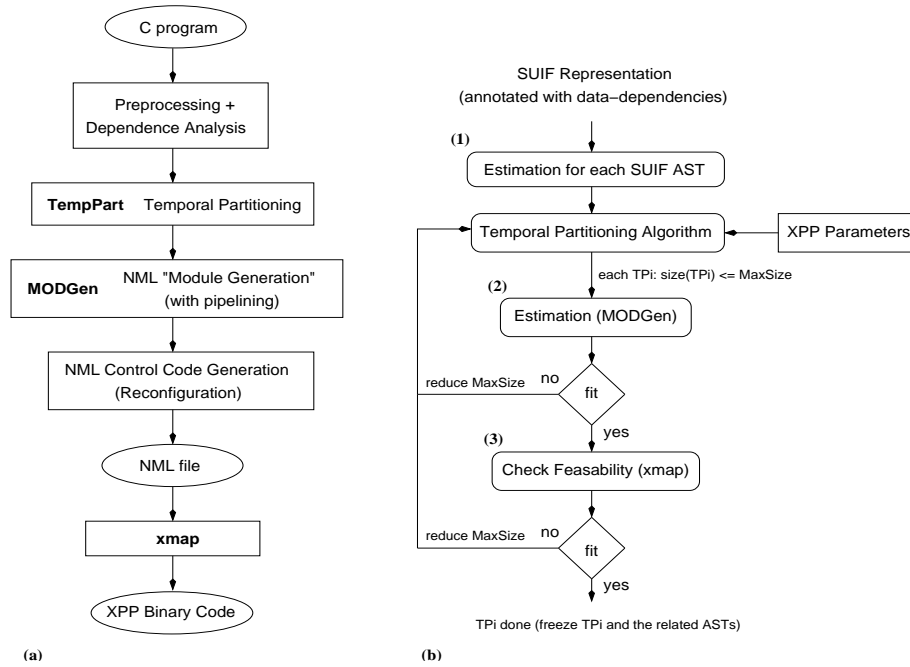 C program
Preprocessing +
Dependence Analysis
TempPart Temporal Partitioning
MODGen NML "Module Generation"
(with pipelining)
NML Control Code Generation
(Reconfiguration)
NML file
xmap
XPP Binary Code
(a)
SUIF Representation
(annotated with data−dependencies)
(1)
Estimation for each SUIF AST
Temporal Partitioning Algorithm
XPP Parameters
each TPi: size(TPi) <= MaxSize
(2)
Estimation (MODGen)
reduce MaxSize
no
fit
yes
(3)
Check Feasability (xmap)
reduce MaxSize
no
fit
yes
TPi done (freeze TPi and the related ASTs)
(b)